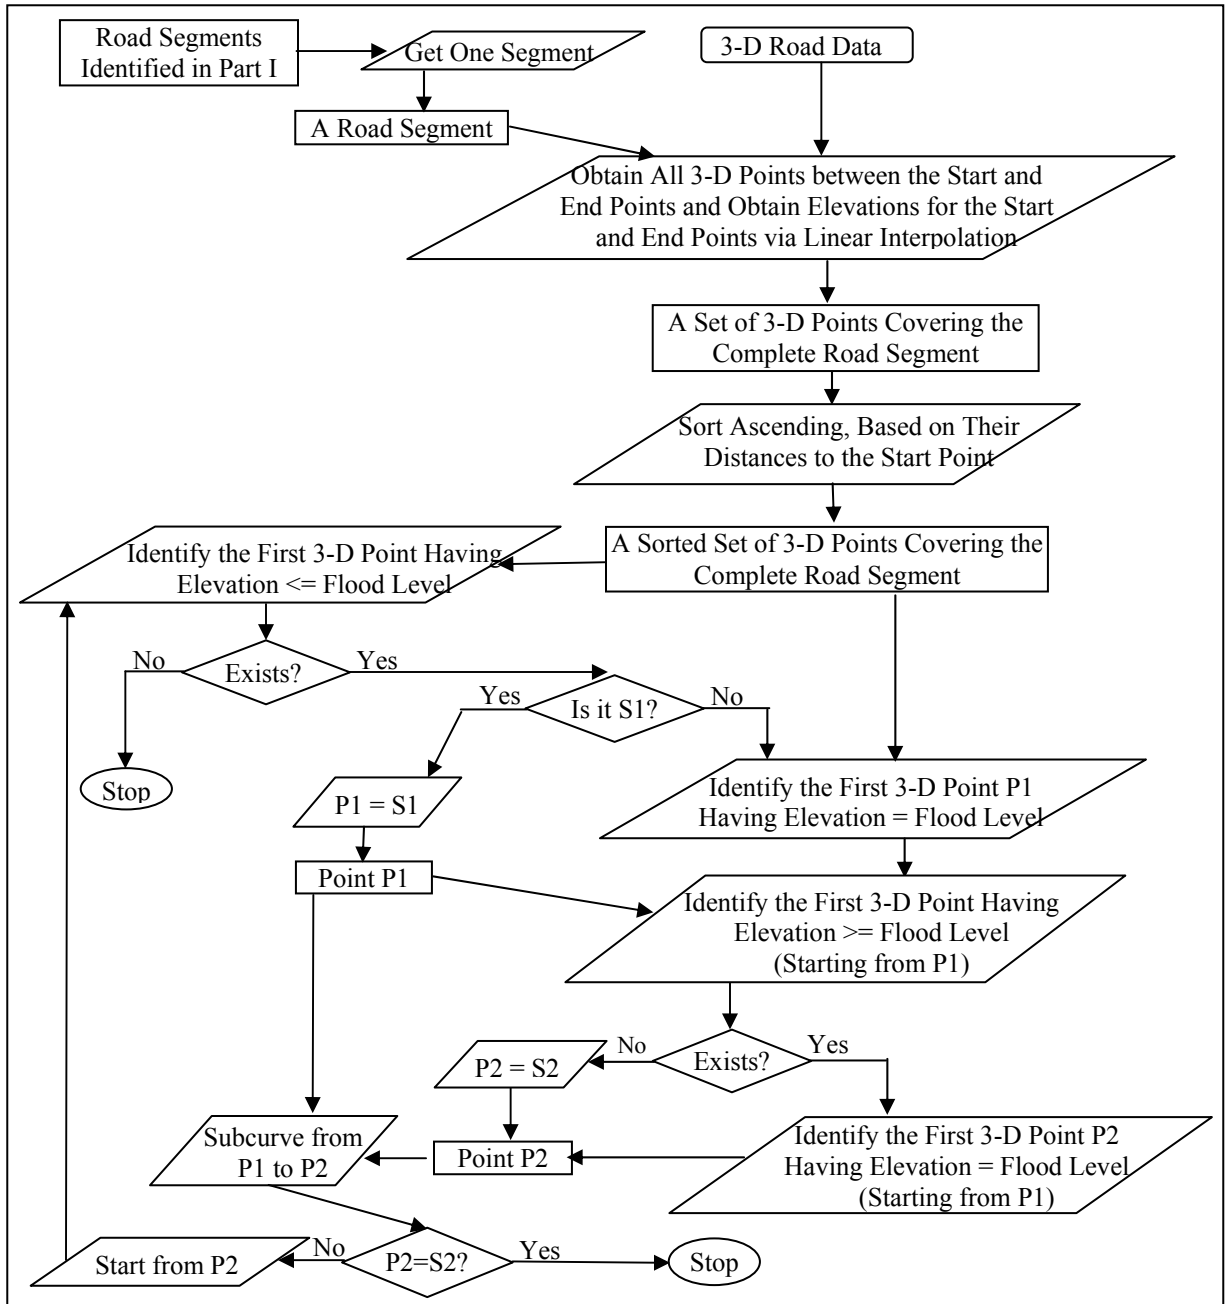 Road Segments
Identified in Part I
Get One Segment
3-D Road Data
A Road Segment
Obtain All 3-D Points between the Start and
End Points and Obtain Elevations for the Start
and End Points via Linear Interpolation
A Set of 3-D Points Covering the
Complete Road Segment
Sort Ascending, Based on Their
Distances to the Start Point
A Sorted Set of 3-D Points Covering the
Complete Road Segment
Identify the First 3-D Point Having
Elevation <= Flood Level
Exists?
No
Yes
Stop
Is it S1?
Yes
No
P1 = S1
Identify the First 3-D Point P1
Having Elevation = Flood Level
Point P1
Identify the First 3-D Point Having
Elevation >= Flood Level
(Starting from P1)
Exists?
No
Yes
P2 = S2
Identify the First 3-D Point P2
Having Elevation = Flood Level
(Starting from P1)
Point P2
Subcurve from
P1 to P2
P2=S2?
No
Yes
Start from P2
Stop